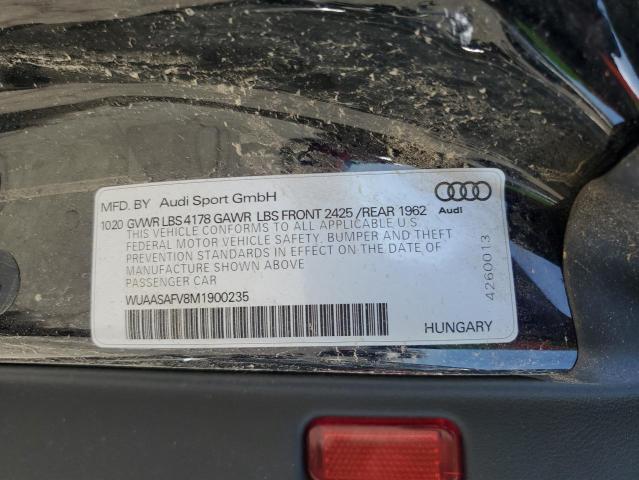 MFD. BY Audi Sport GmbH
1020 GVWR LBS 4178 GAWR LBS FRONT 2425 /REAR 1962
Audi
THIS VEHICLE CONFORMS TO ALL APPLICABLE U.S.
FEDERAL MOTOR VEHICLE SAFETY, BUMPER AND THEFT
PREVENTION STANDARDS IN EFFECT ON THE DATE OF
MANUFACTURE SHOWN ABOVE
PASSENGER CAR
WUAASAFV8M1900235
HUNGARY
4260013